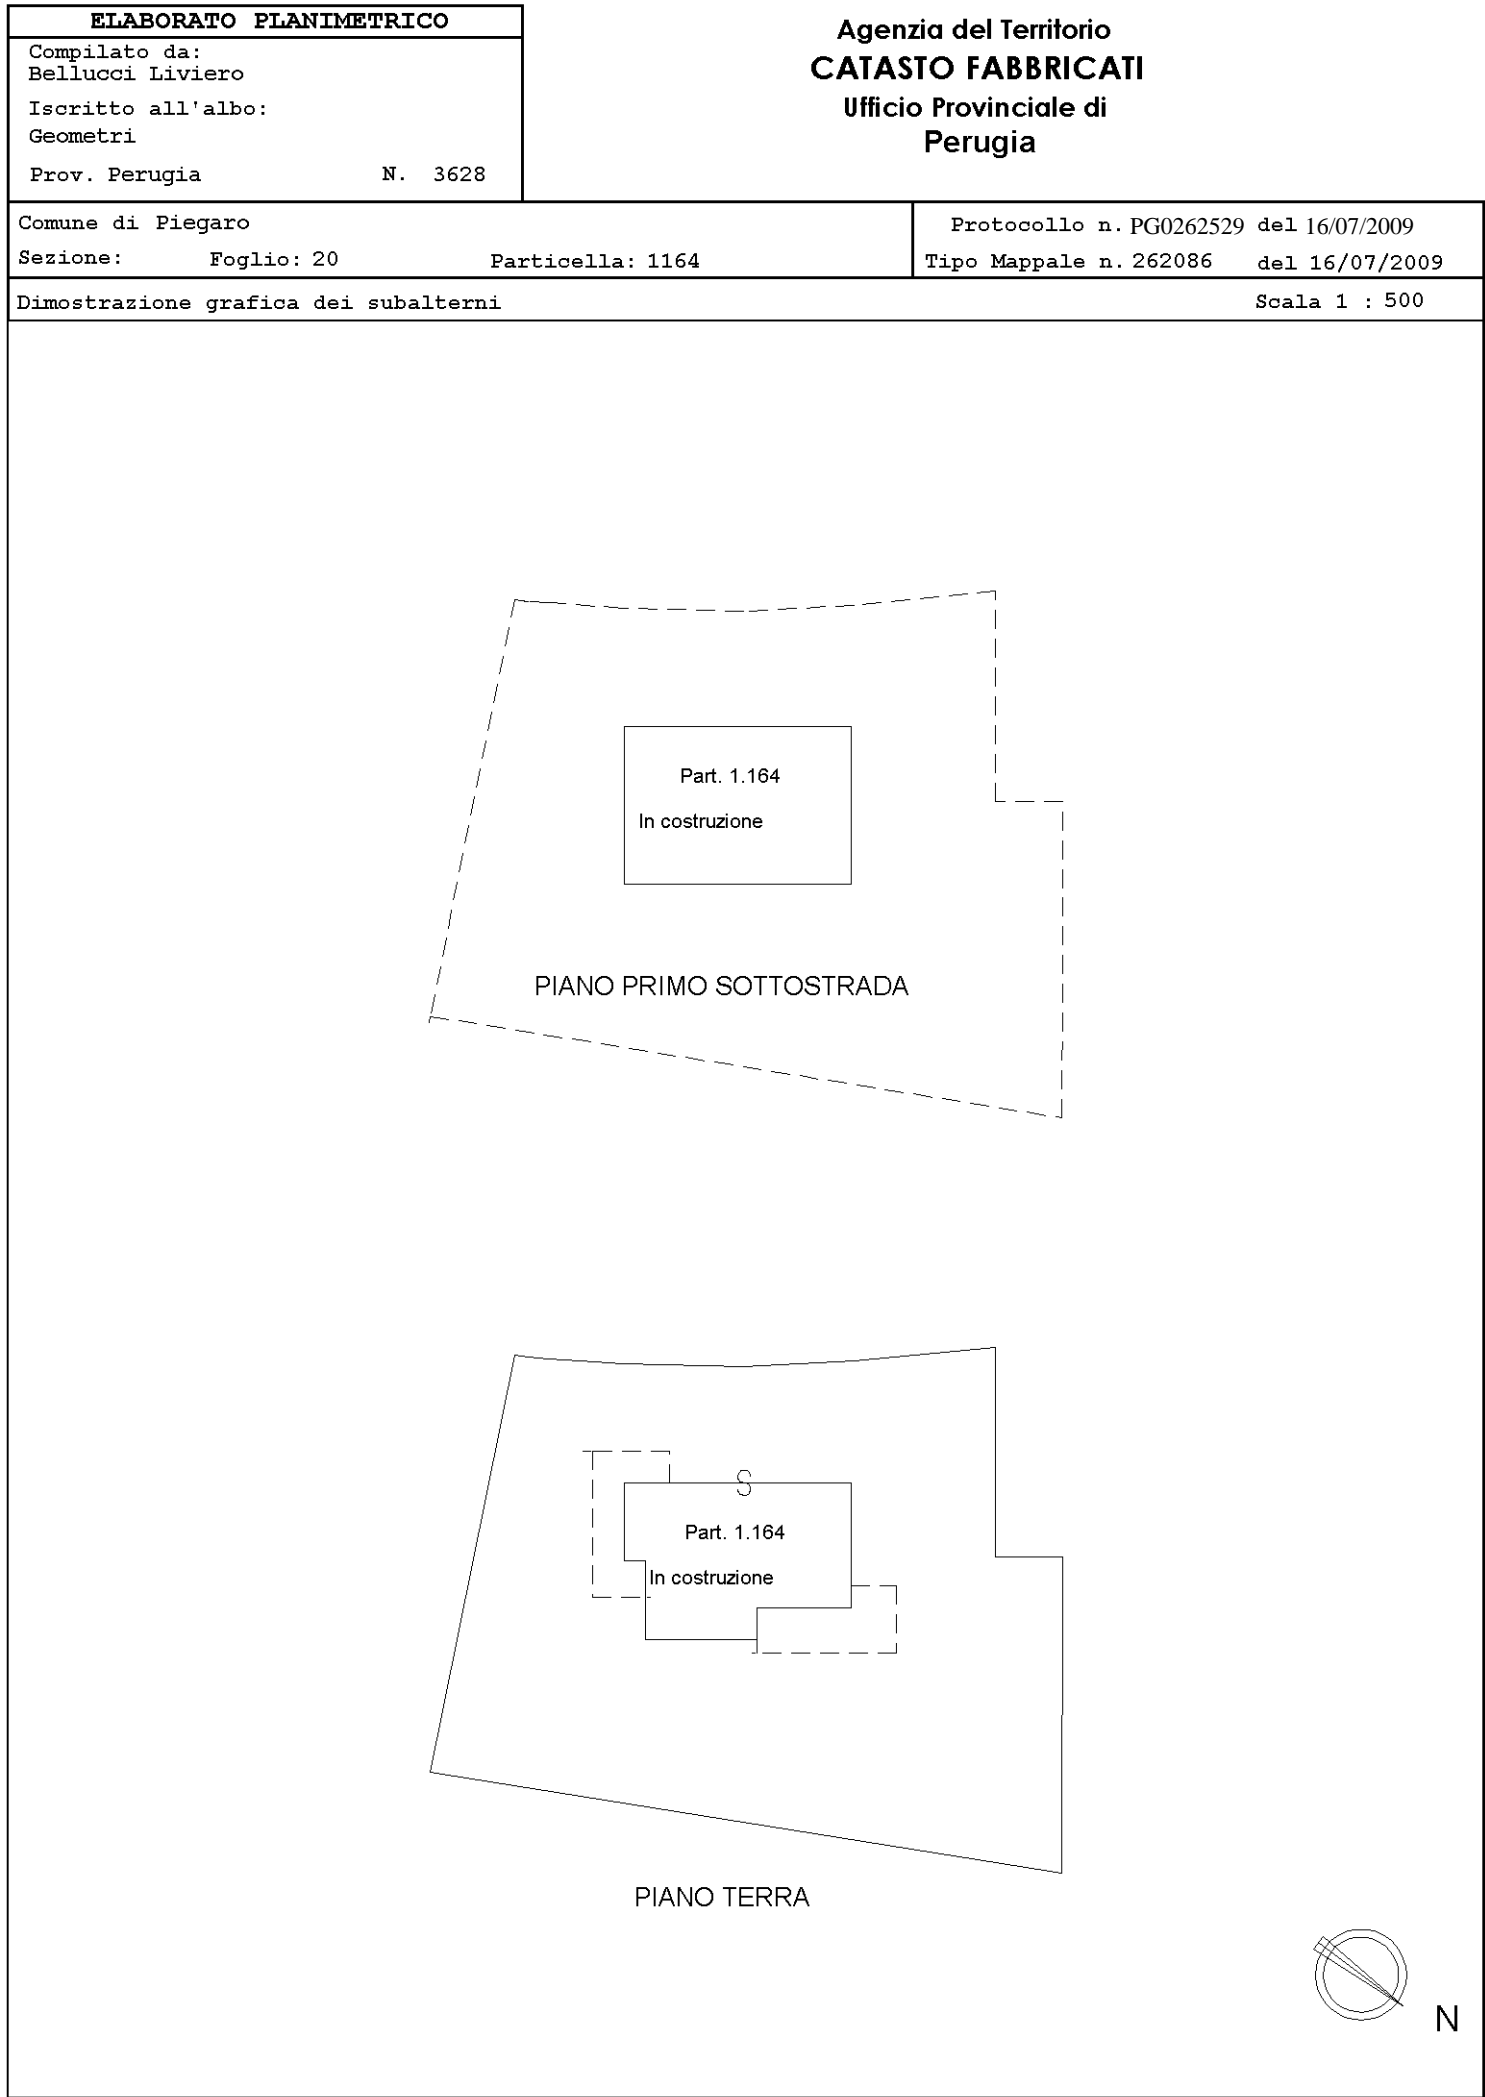 ELABORATO PLANIMETRICO
Compilato da:
Bellucci Liviero
Iscritto all'albo:
Geometri
Prov. Perugia N. 3628
Agenzia del Territorio
CATASTO FABBRICATI
Ufficio Provinciale di
Perugia
Comune di Piegaro
Sezione: Foglio: 20 Particella: 1164
Protocollo n. PG0262529 del 16/07/2009
Tipo Mappale n. 262086 del 16/07/2009
Dimostrazione grafica dei subalterni Scala 1 : 500
Part. 1.164
In costruzione
PIANO PRIMO SOTTOSTRADA
S
Part. 1.164
In costruzione
PIANO TERRA
N